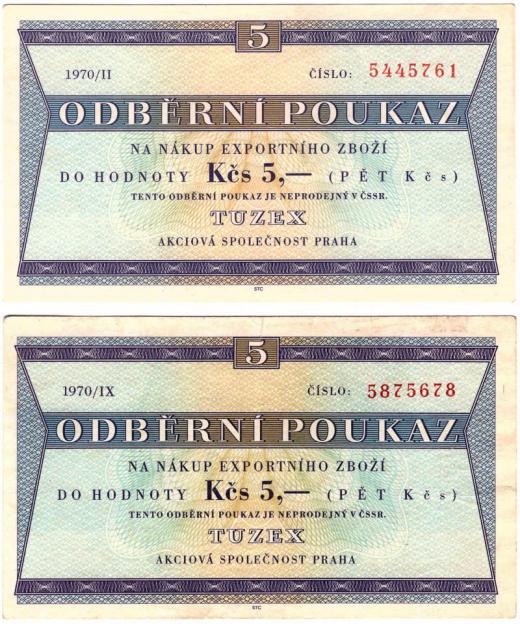 5
1970/II ČÍSLO: 5445761
ODBĚRNÍ POUKAZ
NA NÁKUP EXPORTNÍHO ZBOŽÍ
DO HODNOTY Kčs 5,— (PĚT Kčs)
TENTO ODBĚRNÍ POUKAZ JE NEPRODEJNÝ V ČSSR.
TUZEX
AKCIOVÁ SPOLEČNOST PRAHA
STC
5
1970/IX ČÍSLO: 5875678
ODBĚRNÍ POUKAZ
NA NÁKUP EXPORTNÍHO ZBOŽÍ
DO HODNOTY Kčs 5,— (PĚT Kčs)
TENTO ODBĚRNÍ POUKAZ JE NEPRODEJNÝ V ČSSR.
TUZEX
AKCIOVÁ SPOLEČNOST PRAHA
STC